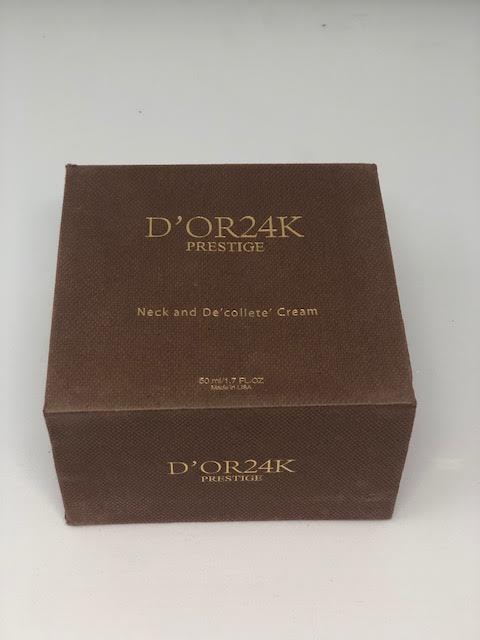 D'OR24K
PRESTIGE
Neck and De'collete' Cream
50 ml/1.7 FL.OZ
Made in USA
D'OR24K
PRESTIGE